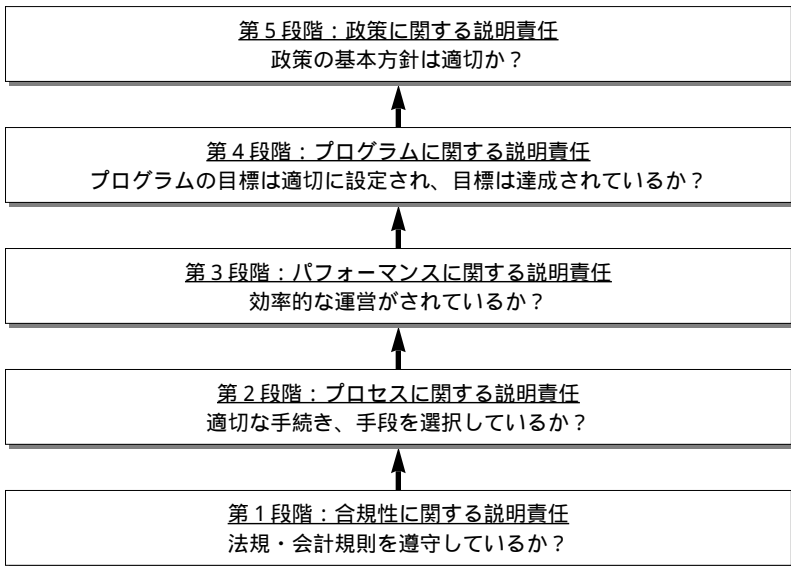 第５段階：政策に関する説明責任
政策の基本方針は適切か？
第４段階：プログラムに関する説明責任
プログラムの目標は適切に設定され、目標は達成されているか？
第３段階：パフォーマンスに関する説明責任
効率的な運営がされているか？
第２段階：プロセスに関する説明責任
適切な手続き、手段を選択しているか？
第１段階：合規性に関する説明責任
法規・会計規則を遵守しているか？